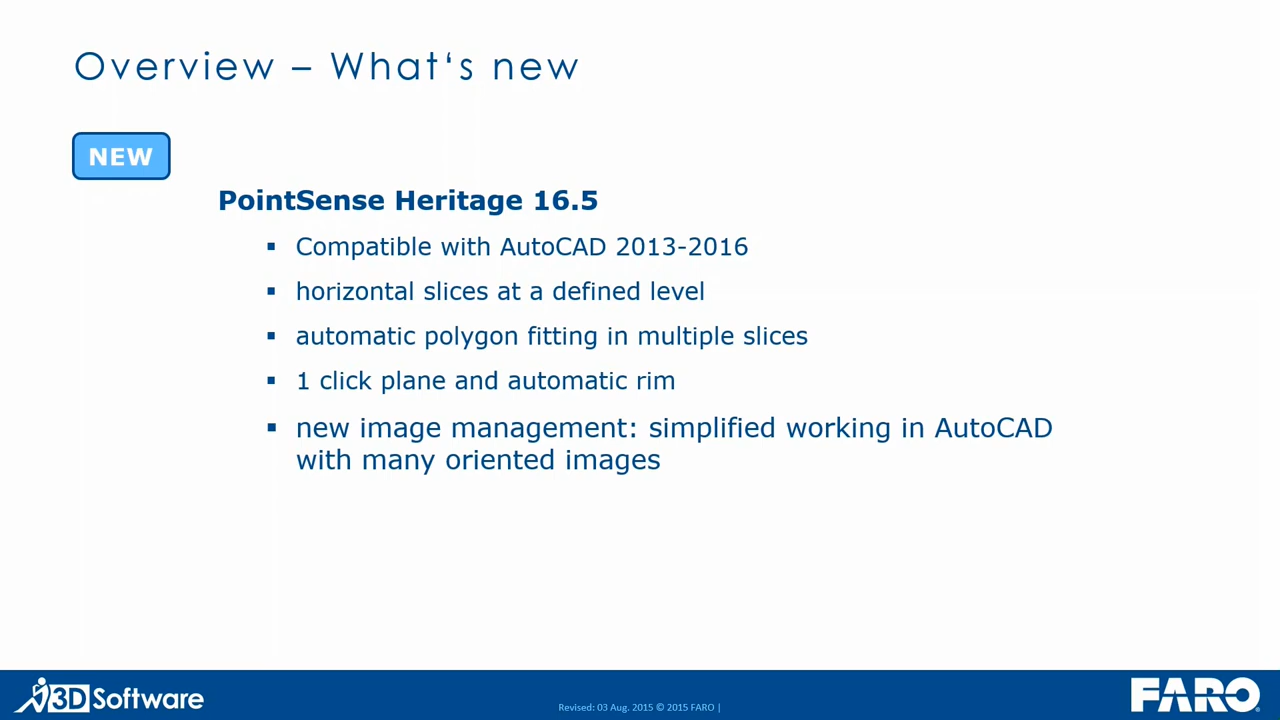 Overview – What‘s new
NEW
PointSense Heritage 16.5
▪ Compatible with AutoCAD 2013-2016
▪ horizontal slices at a defined level
▪ automatic polygon fitting in multiple slices
▪ 1 click plane and automatic rim
▪ new image management: simplified working in AutoCAD
with many oriented images
3D Software
Revised: 03 Aug. 2015 © 2015 FARO |
FARO